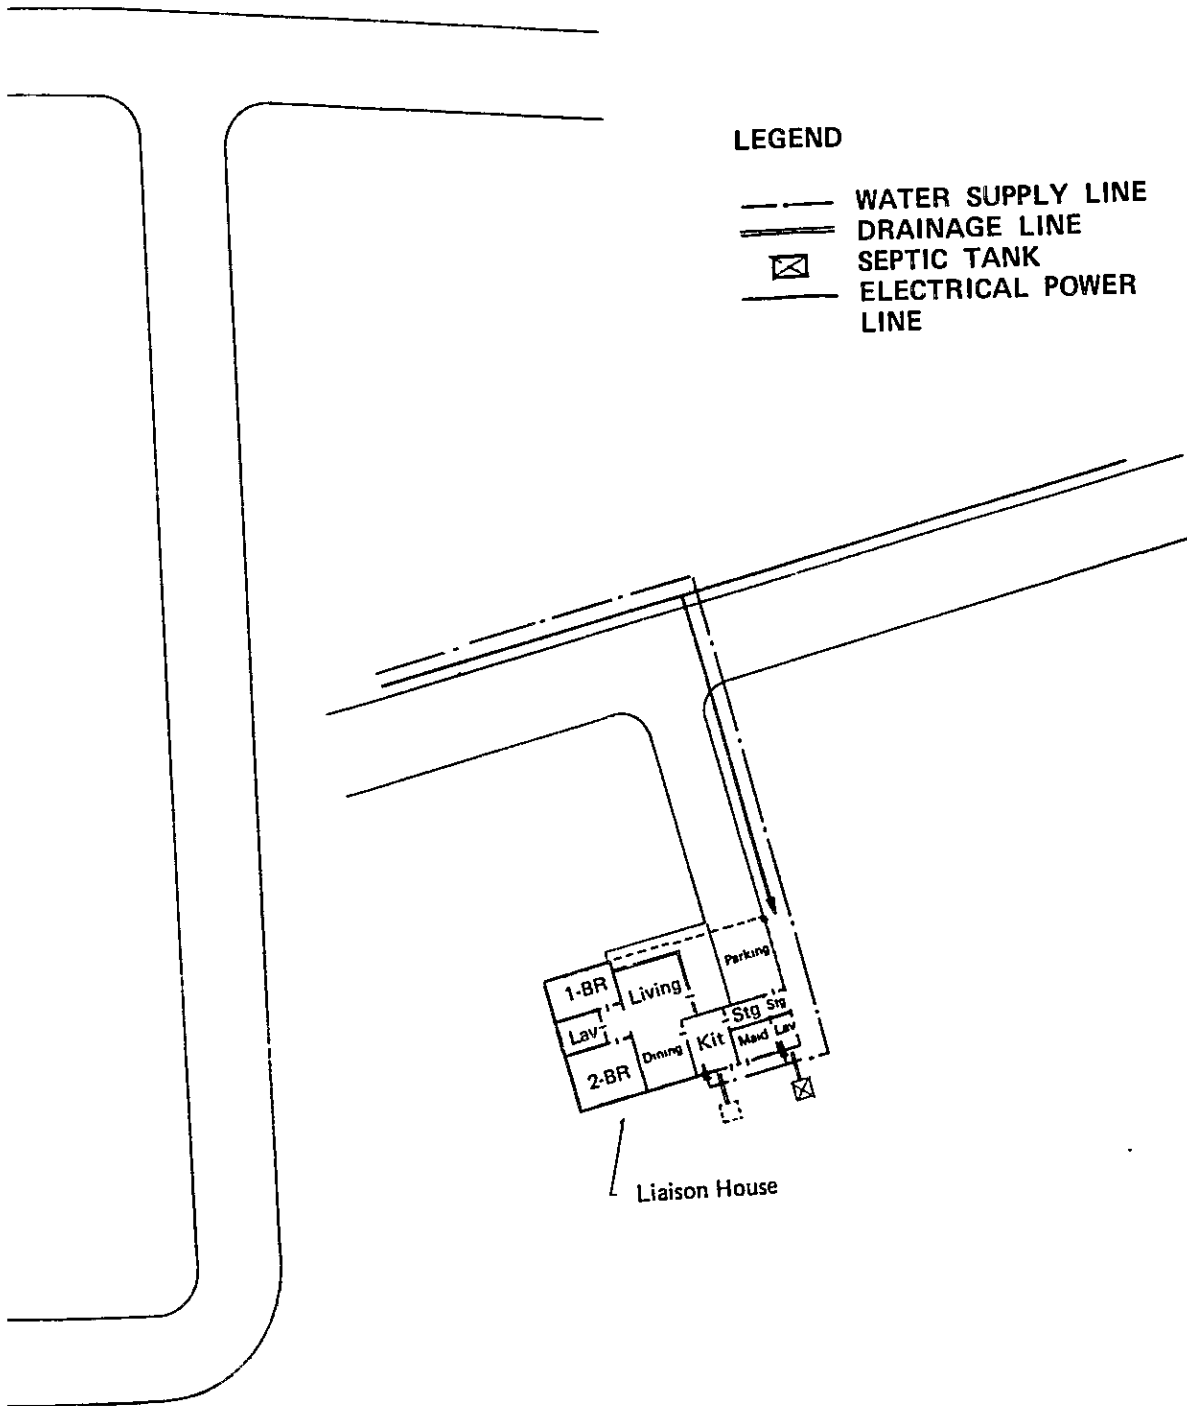 LEGEND
WATER SUPPLY LINE
DRAINAGE LINE
SEPTIC TANK
ELECTRICAL POWER
LINE
Parking
1-BR
Living
Stg
Stg
Lav
Kit
Maid
Lav
Dining
2-BR
Liaison House